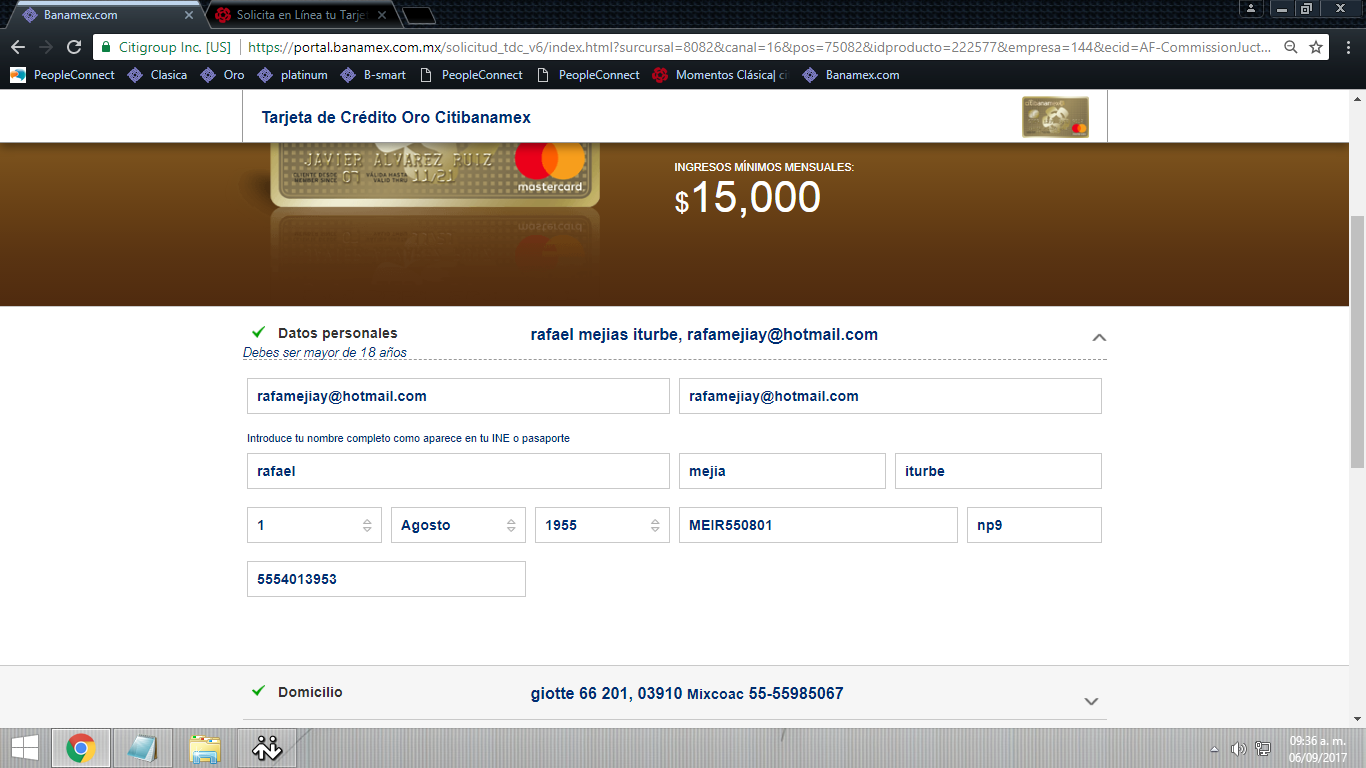 Banamex.com
Solicita en Línea tu Tarje
Citigroup Inc. [US] https://portal.banamex.com.mx/solicitud_tdc_v6/index.html?sursursal=8082&canal=16&pos=75082&idproducto=222577&empresa=144&ecid=AF-CommissionJuct...
PeopleConnect Clasica Oro platinum B-smart PeopleConnect PeopleConnect Momentos Clásica| ci Banamex.com
Tarjeta de Crédito Oro Citibanamex
JAVIER ALVAREZ RUIZ
CLIENTE DESDE MEMBER SINCE 07 VÁLIDA HASTA VALID THRU 11/21
mastercard
INGRESOS MÍNIMOS MENSUALES:
$15,000
Datos personales rafael mejias iturbe, rafamejiay@hotmail.com
Debes ser mayor de 18 años
rafamejiay@hotmail.com rafamejiay@hotmail.com
Introduce tu nombre completo como aparece en tu INE o pasaporte
rafael mejia iturbe
1 Agosto 1955 MEIR550801 np9
5554013953
Domicilio giotte 66 201, 03910 Mixcoac 55-55985067
09:36 a. m.
06/09/2017